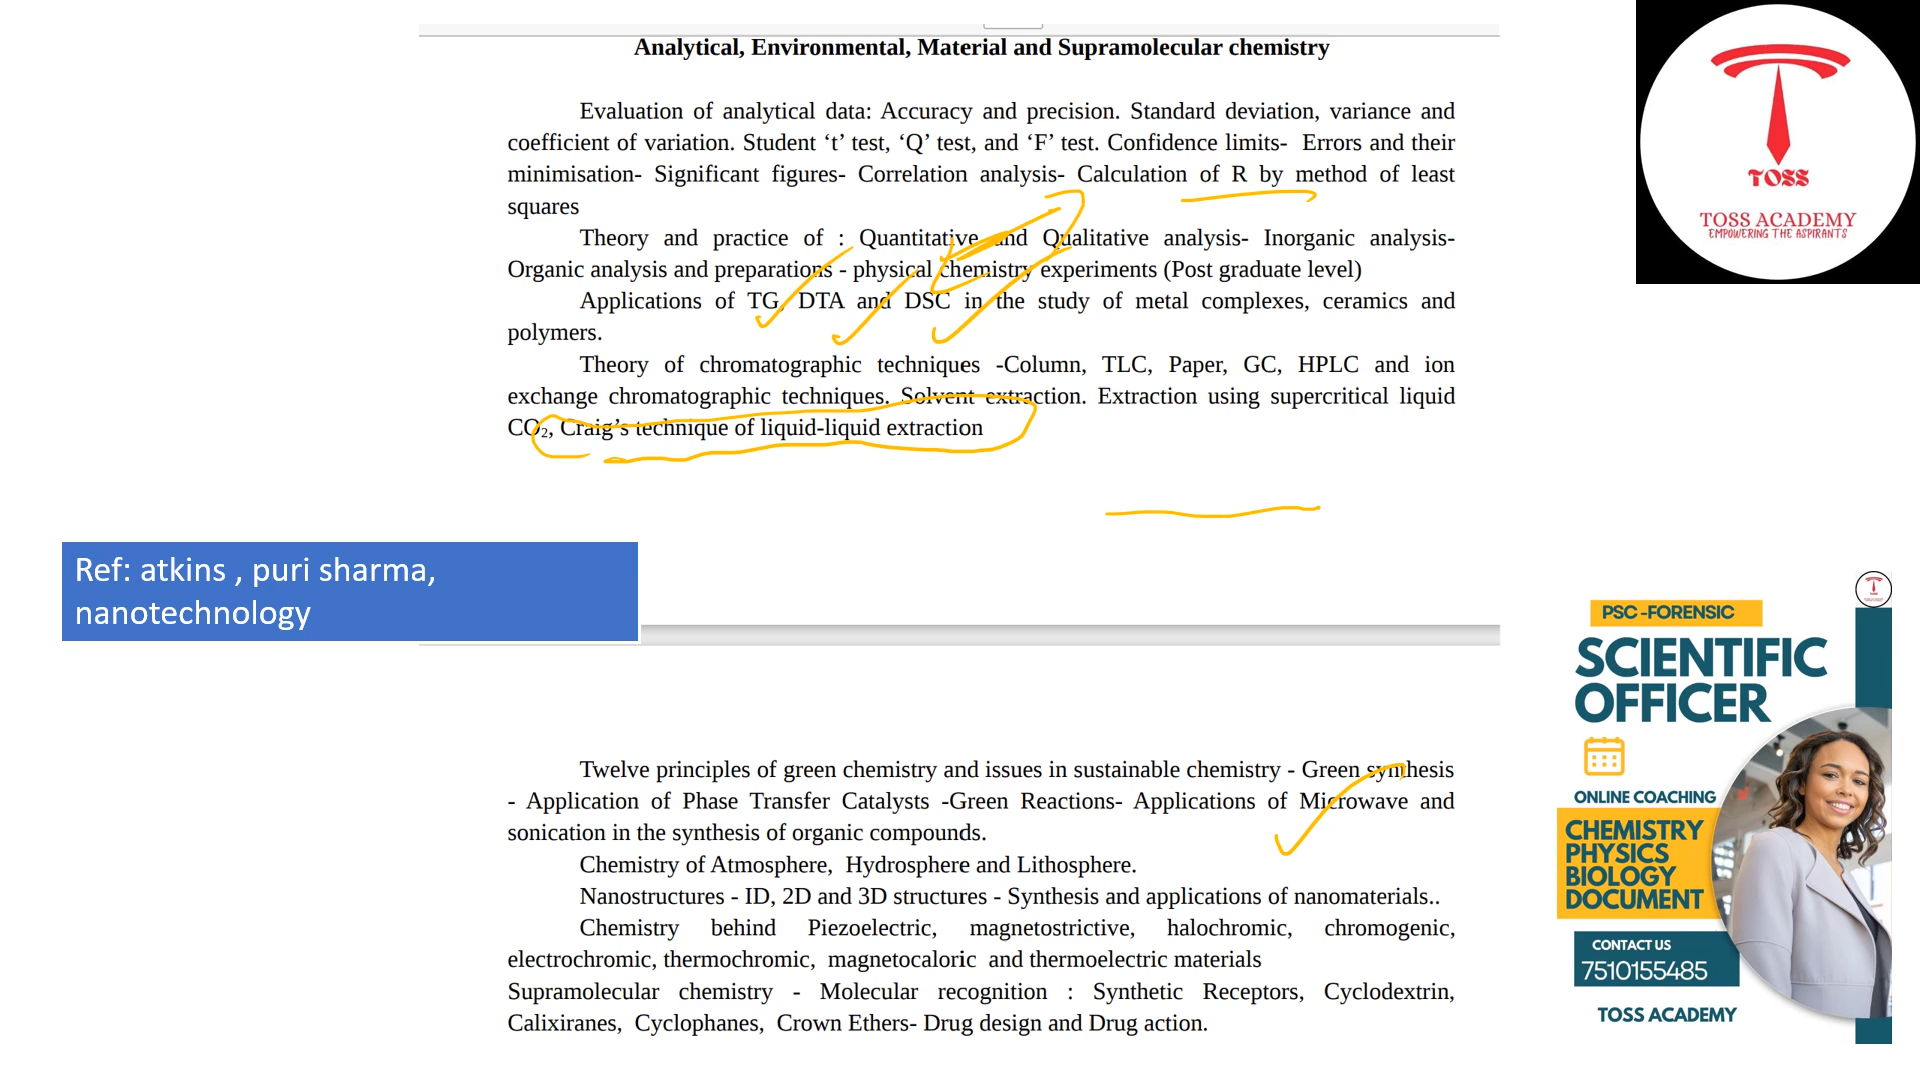 Analytical, Environmental, Material and Supramolecular chemistry
Evaluation of analytical data: Accuracy and precision. Standard deviation, variance and
coefficient of variation. Student ‘t’ test, ‘Q’ test, and ‘F’ test. Confidence limits- Errors and their
minimisation- Significant figures- Correlation analysis- Calculation of R by method of least
squares
Theory and practice of : Quantitative and Qualitative analysis- Inorganic analysis-
Organic analysis and preparations - physical chemistry experiments (Post graduate level)
Applications of TG, DTA and DSC in the study of metal complexes, ceramics and
polymers.
Theory of chromatographic techniques -Column, TLC, Paper, GC, HPLC and ion
exchange chromatographic techniques. Solvent extraction. Extraction using supercritical liquid
CO₂, Craig’s technique of liquid-liquid extraction
Ref: atkins , puri sharma,
nanotechnology
Twelve principles of green chemistry and issues in sustainable chemistry - Green synthesis
- Application of Phase Transfer Catalysts -Green Reactions- Applications of Microwave and
sonication in the synthesis of organic compounds.
Chemistry of Atmosphere, Hydrosphere and Lithosphere.
Nanostructures - ID, 2D and 3D structures - Synthesis and applications of nanomaterials..
Chemistry behind Piezoelectric, magnetostrictive, halochromic, chromogenic,
electrochromic, thermochromic, magnetocaloric and thermoelectric materials
Supramolecular chemistry - Molecular recognition : Synthetic Receptors, Cyclodextrin,
Calixiranes, Cyclophanes, Crown Ethers- Drug design and Drug action.
TOSS
TOSS ACADEMY
EMPOWERING THE ASPIRANTS
PSC -FORENSIC
SCIENTIFIC
OFFICER
ONLINE COACHING
CHEMISTRY
PHYSICS
BIOLOGY
DOCUMENT
CONTACT US
7510155485
TOSS ACADEMY